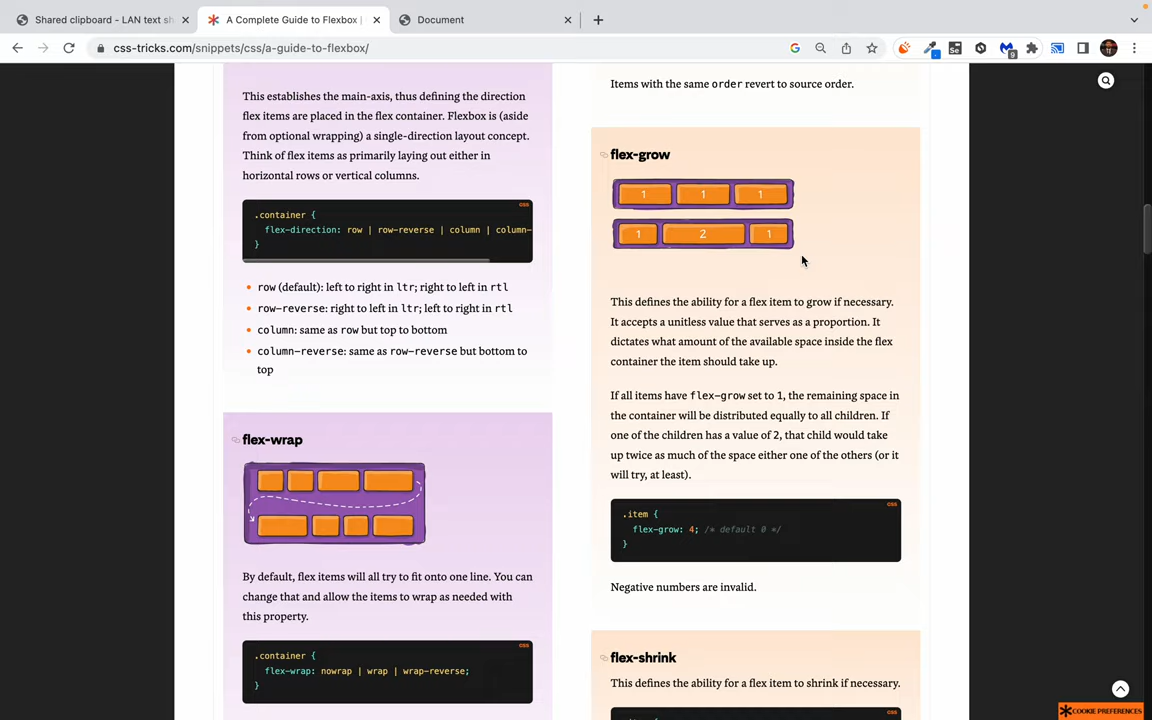 Shared clipboard - LAN text sh
A Complete Guide to Flexbox |
Document
css-tricks.com/snippets/css/a-guide-to-flexbox/
9
This establishes the main-axis, thus defining the direction
flex items are placed in the flex container. Flexbox is (aside
from optional wrapping) a single-direction layout concept.
Think of flex items as primarily laying out either in
horizontal rows or vertical columns.
CSS
.container {
flex-direction: row | row-reverse | column | column-
}
row (default): left to right in ltr; right to left in rtl
row-reverse: right to left in ltr; left to right in rtl
column: same as row but top to bottom
column-reverse: same as row-reverse but bottom to
top
flex-wrap
By default, flex items will all try to fit onto one line. You can
change that and allow the items to wrap as needed with
this property.
CSS
.container {
flex-wrap: nowrap | wrap | wrap-reverse;
}
Items with the same order revert to source order.
flex-grow
1 1 1
1 2 1
This defines the ability for a flex item to grow if necessary.
It accepts a unitless value that serves as a proportion. It
dictates what amount of the available space inside the flex
container the item should take up.
If all items have flex-grow set to 1, the remaining space in
the container will be distributed equally to all children. If
one of the children has a value of 2, that child would take
up twice as much of the space either one of the others (or it
will try, at least).
CSS
.item {
flex-grow: 4; /* default 0 */
}
Negative numbers are invalid.
flex-shrink
This defines the ability for a flex item to shrink if necessary.
CSS
COOKIE PREFERENCES